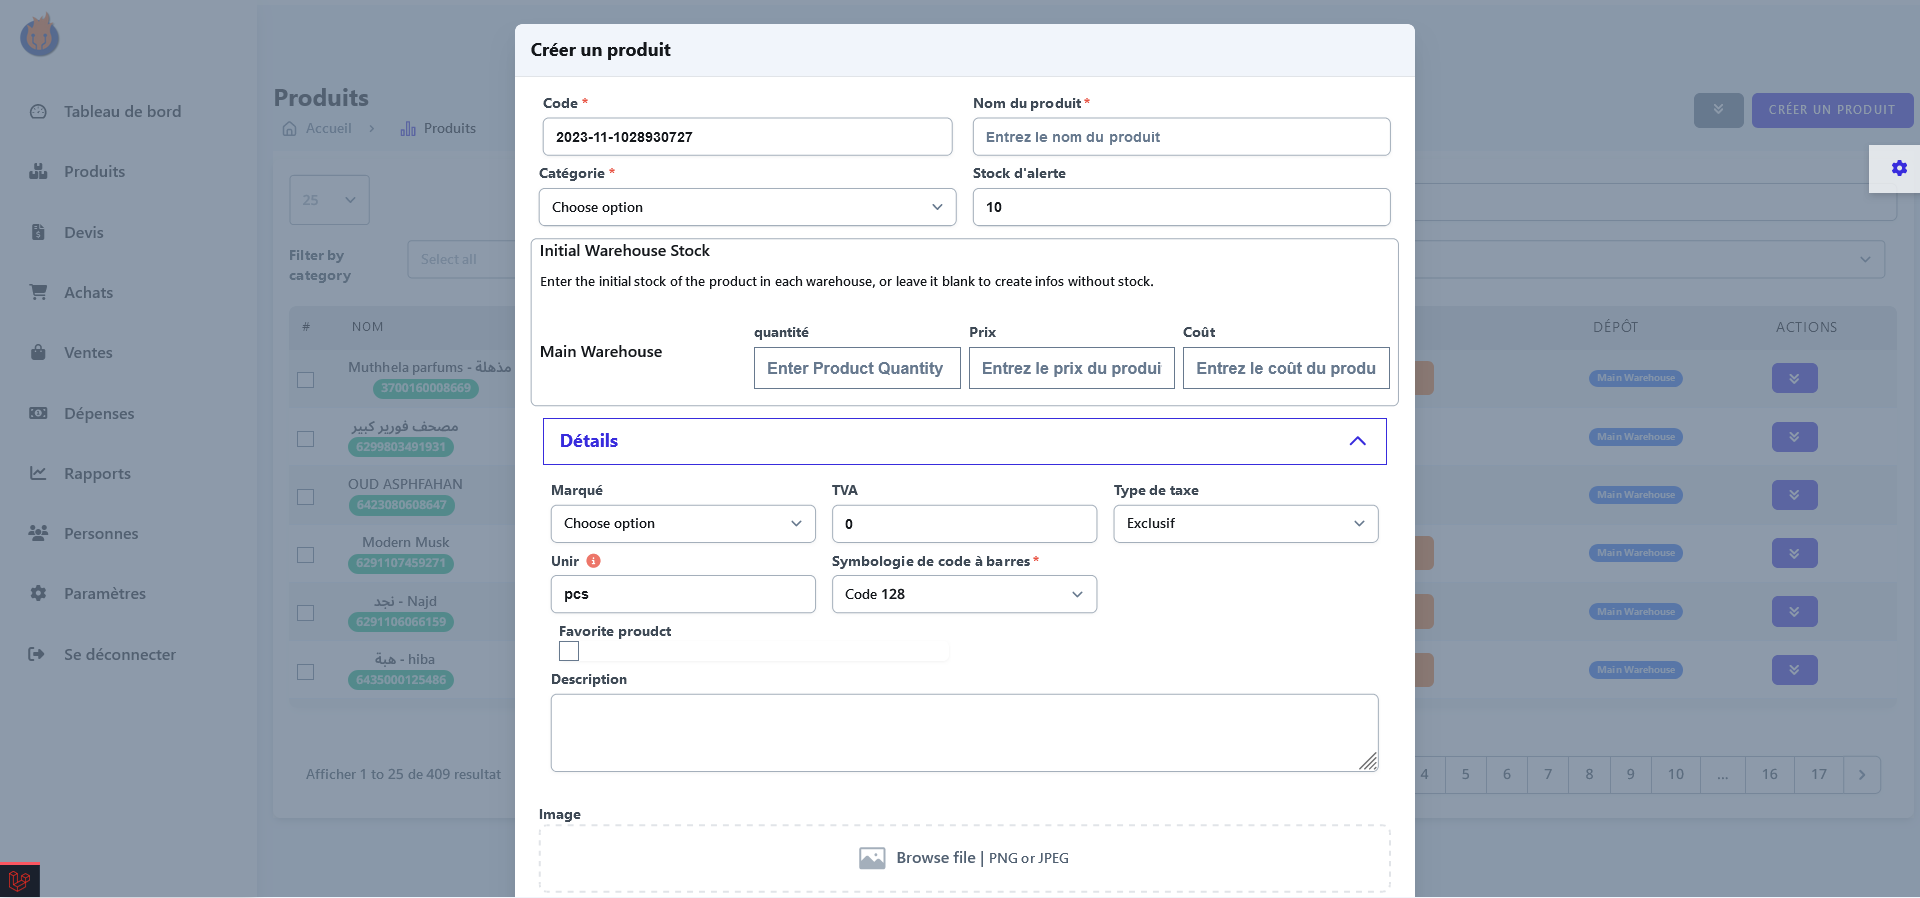 Créer un produit
Code *
2023-11-1028930727
Nom du produit *
Entrez le nom du produit
Catégorie *
Choose option
Stock d'alerte
10
Initial Warehouse Stock
Enter the initial stock of the product in each warehouse, or leave it blank to create infos without stock.
Main Warehouse
quantité
Enter Product Quantity
Prix
Entrez le prix du produi
Coût
Entrez le coût du produ
Détails
Marqué
Choose option
TVA
0
Type de taxe
Exclusif
Unir
pcs
Symbologie de code à barres *
Code 128
Favorite proudct
Description
Image
Browse file | PNG or JPEG
Tableau de bord
Produits
Devis
Achats
Ventes
Dépenses
Rapports
Personnes
Paramètres
Se déconnecter
Produits
Accueil > Produits
CRÉER UN PRODUIT
25
Filter by
category
Select all
# NOM DÉPÔT ACTIONS
Muthhela parfums - مذهلة
3700160008669
Main Warehouse
مصحف فورير كبير
6299803491931
Main Warehouse
OUD ASPHFAHAN
6423080608647
Main Warehouse
Modern Musk
6291107459271
Main Warehouse
نجد - Najd
6291106066159
Main Warehouse
هبة - hiba
6435000125486
Main Warehouse
Afficher 1 to 25 de 409 resultat
4 5 6 7 8 9 10 ... 16 17